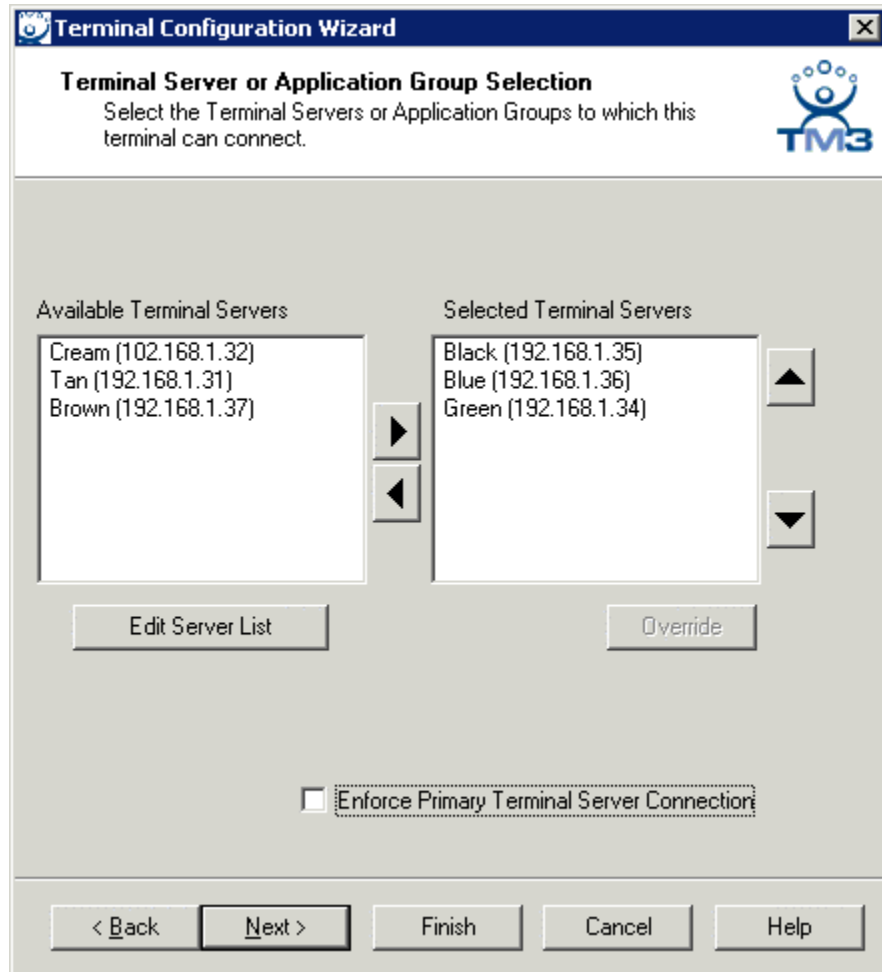 Terminal Configuration Wizard
Terminal Server or Application Group Selection
Select the Terminal Servers or Application Groups to which this
terminal can connect.
TM3
Available Terminal Servers
Cream (102.168.1.32)
Tan (192.168.1.31)
Brown (192.168.1.37)
Selected Terminal Servers
Black (192.168.1.35)
Blue (192.168.1.36)
Green (192.168.1.34)
Edit Server List
Override
Enforce Primary Terminal Server Connection
< Back
Next >
Finish
Cancel
Help